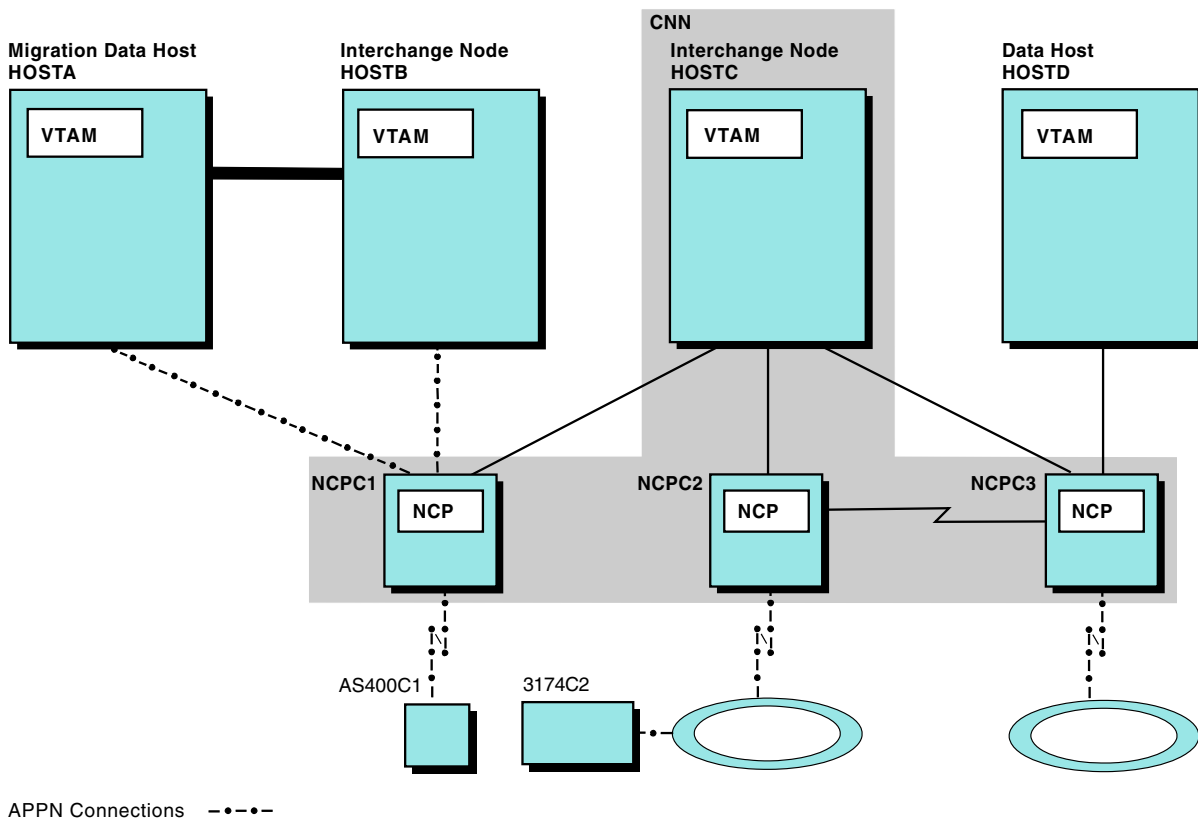 CNN
Migration Data Host
HOSTA
Interchange Node
HOSTB
Interchange Node
HOSTC
Data Host
HOSTD
VTAM
VTAM
VTAM
VTAM
NCPC1
NCPC2
NCPC3
NCP
NCP
NCP
AS400C1
3174C2
APPN Connections